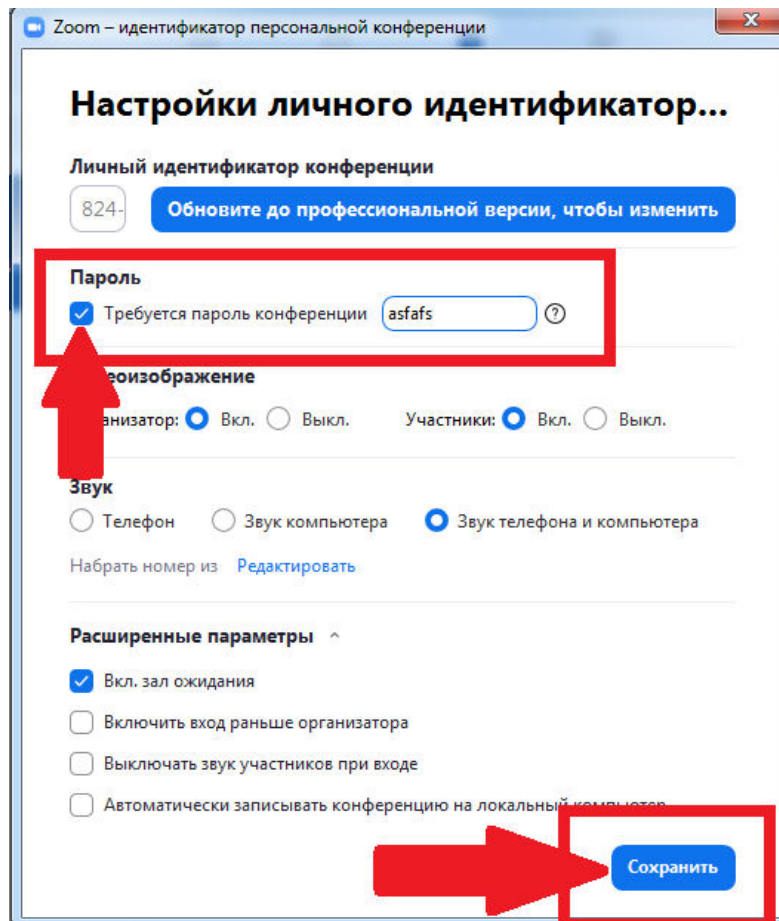 Zoom – идентификатор персональной конференции
Настройки личного идентификатор...
Личный идентификатор конференции
824- Обновите до профессиональной версии, чтобы изменить
Пароль
Требуется пароль конференции asfafs ?
еоизображение
анизатор: Вкл. Выкл. Участники: Вкл. Выкл.
Звук
Телефон Звук компьютера Звук телефона и компьютера
Набрать номер из Редактировать
Расширенные параметры
Вкл. зал ожидания
Включить вход раньше организатора
Выключать звук участников при входе
Автоматически записывать конференцию на локальный компьютер
Сохранить